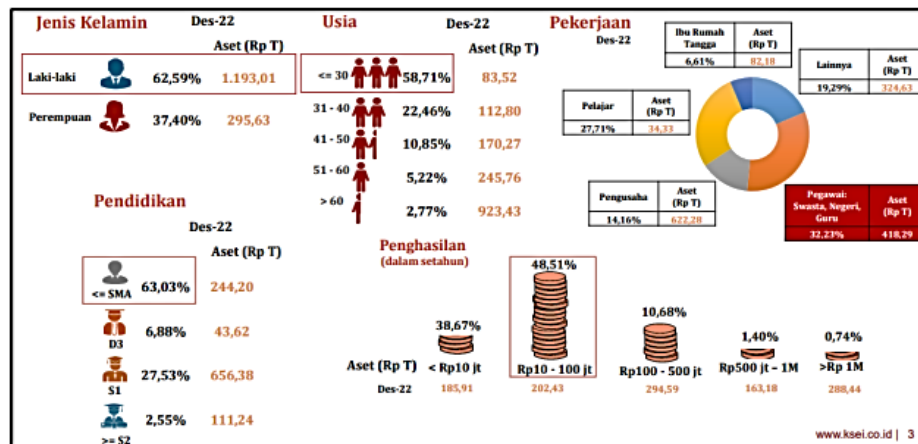 Jenis Kelamin
Des-22
Aset (Rp T)
Laki-laki 62,59% 1.193,01
Perempuan 37,40% 295,63
Usia
Des-22
Aset (Rp T)
<= 30 58,71% 83,52
31 - 40 22,46% 112,80
41 - 50 10,85% 170,27
51 - 60 5,22% 245,76
> 60 2,77% 923,43
Pekerjaan
Des-22
Ibu Rumah Tangga Aset (Rp T)
6,61% 82,18
Lainnya Aset (Rp T)
19,29% 324,63
Pelajar Aset (Rp T)
27,71% 34,33
Pengusaha Aset (Rp T)
14,16% 622,28
Pegawai: Swasta, Negeri, Guru Aset (Rp T)
32,23% 418,29
Pendidikan
Des-22
Aset (Rp T)
<= SMA 63,03% 244,20
D3 6,88% 43,62
S1 27,53% 656,38
>= S2 2,55% 111,24
Penghasilan
(dalam setahun)
38,67% 48,51% 10,68% 1,40% 0,74%
Aset (Rp T) < Rp10 jt Rp10 - 100 jt Rp100 - 500 jt Rp500 jt – 1M >Rp 1M
Des-22 185,91 202,43 294,59 163,18 288,44
www.ksei.co.id | 3